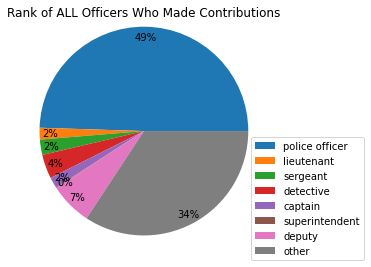 Rank of ALL Officers Who Made Contributions
49%
2%
2%
4%
2%
0%
7%
34%
police officer
lieutenant
sergeant
detective
captain
superintendent
deputy
other